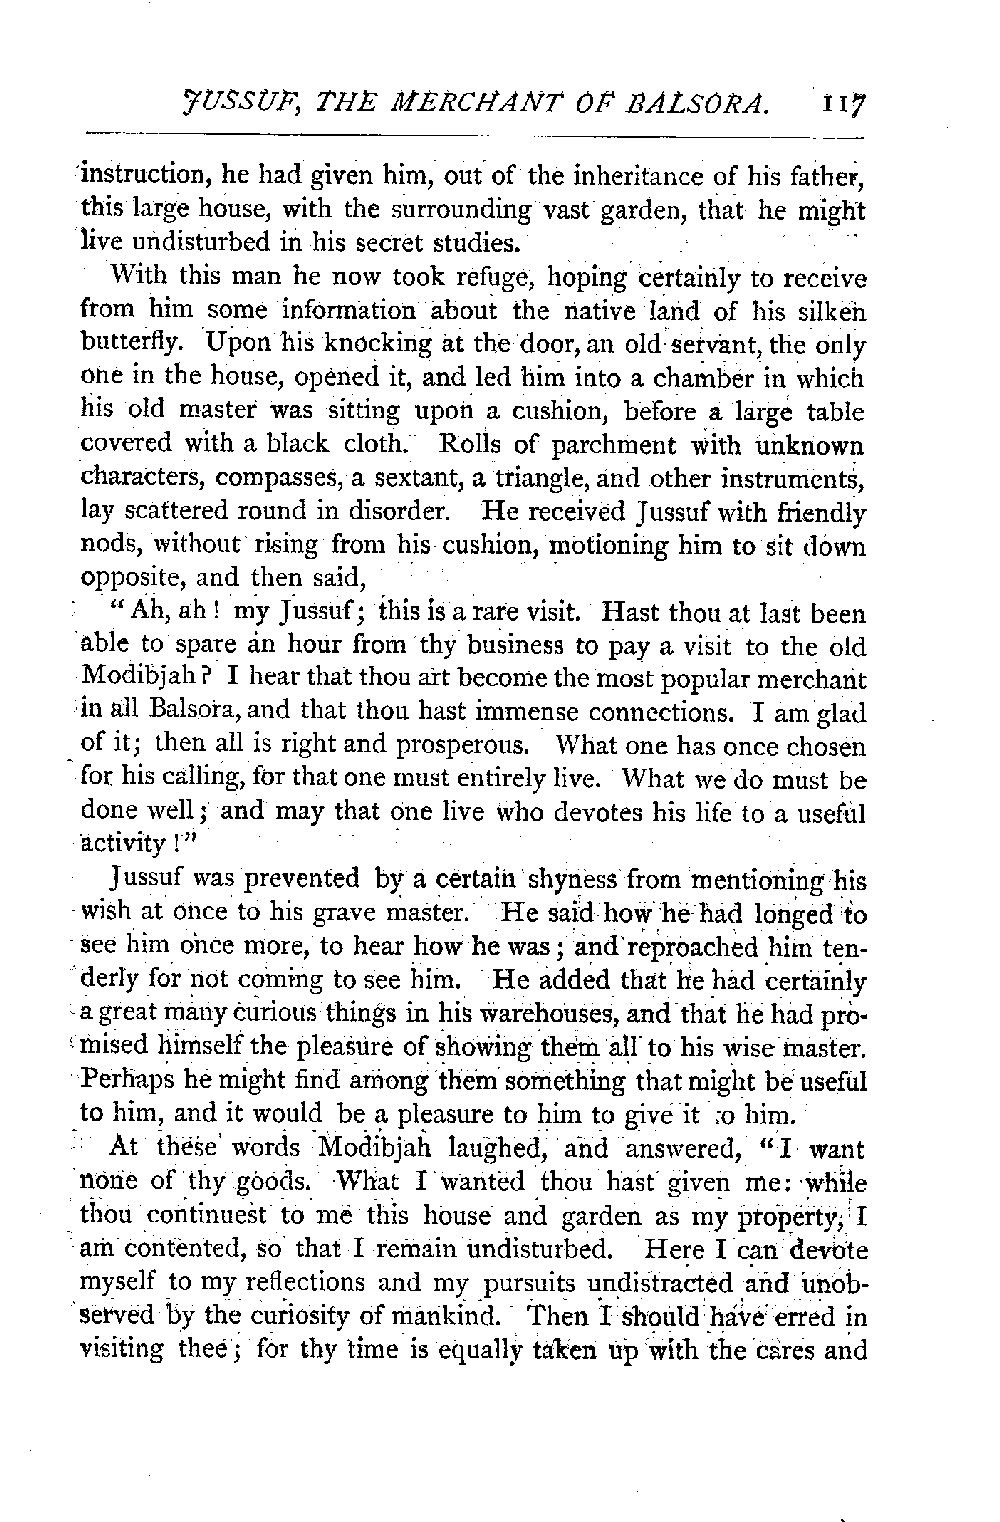 JUSSUF, THE MERCHANT OF BALSORA. 117
instruction, he had given him, out of the inheritance of his father,
this large house, with the surrounding vast garden, that he might
live undisturbed in his secret studies.
With this man he now took refuge, hoping certainly to receive
from him some information about the native land of his silken
butterfly. Upon his knocking at the door, an old servant, the only
one in the house, opened it, and led him into a chamber in which
his old master was sitting upon a cushion, before a large table
covered with a black cloth. Rolls of parchment with unknown
characters, compasses, a sextant, a triangle, and other instruments,
lay scattered round in disorder. He received Jussuf with friendly
nods, without rising from his cushion, motioning him to sit down
opposite, and then said,
“Ah, ah! my Jussuf; this is a rare visit. Hast thou at last been
able to spare an hour from thy business to pay a visit to the old
Modibjah? I hear that thou art become the most popular merchant
in all Balsora, and that thou hast immense connections. I am glad
of it; then all is right and prosperous. What one has once chosen
for his calling, for that one must entirely live. What we do must be
done well; and may that one live who devotes his life to a useful
activity!”
Jussuf was prevented by a certain shyness from mentioning his
wish at once to his grave master. He said how he had longed to
see him once more, to hear how he was; and reproached him ten-
derly for not coming to see him. He added that he had certainly
a great many curious things in his warehouses, and that he had pro-
mised himself the pleasure of showing them all to his wise master.
Perhaps he might find among them something that might be useful
to him, and it would be a pleasure to him to give it to him.
At these words Modibjah laughed, and answered, “I want
none of thy goods. What I wanted thou hast given me: while
thou continuest to me this house and garden as my property, I
am contented, so that I remain undisturbed. Here I can devote
myself to my reflections and my pursuits undistracted and unob-
served by the curiosity of mankind. Then I should have erred in
visiting thee; for thy time is equally taken up with the cares and